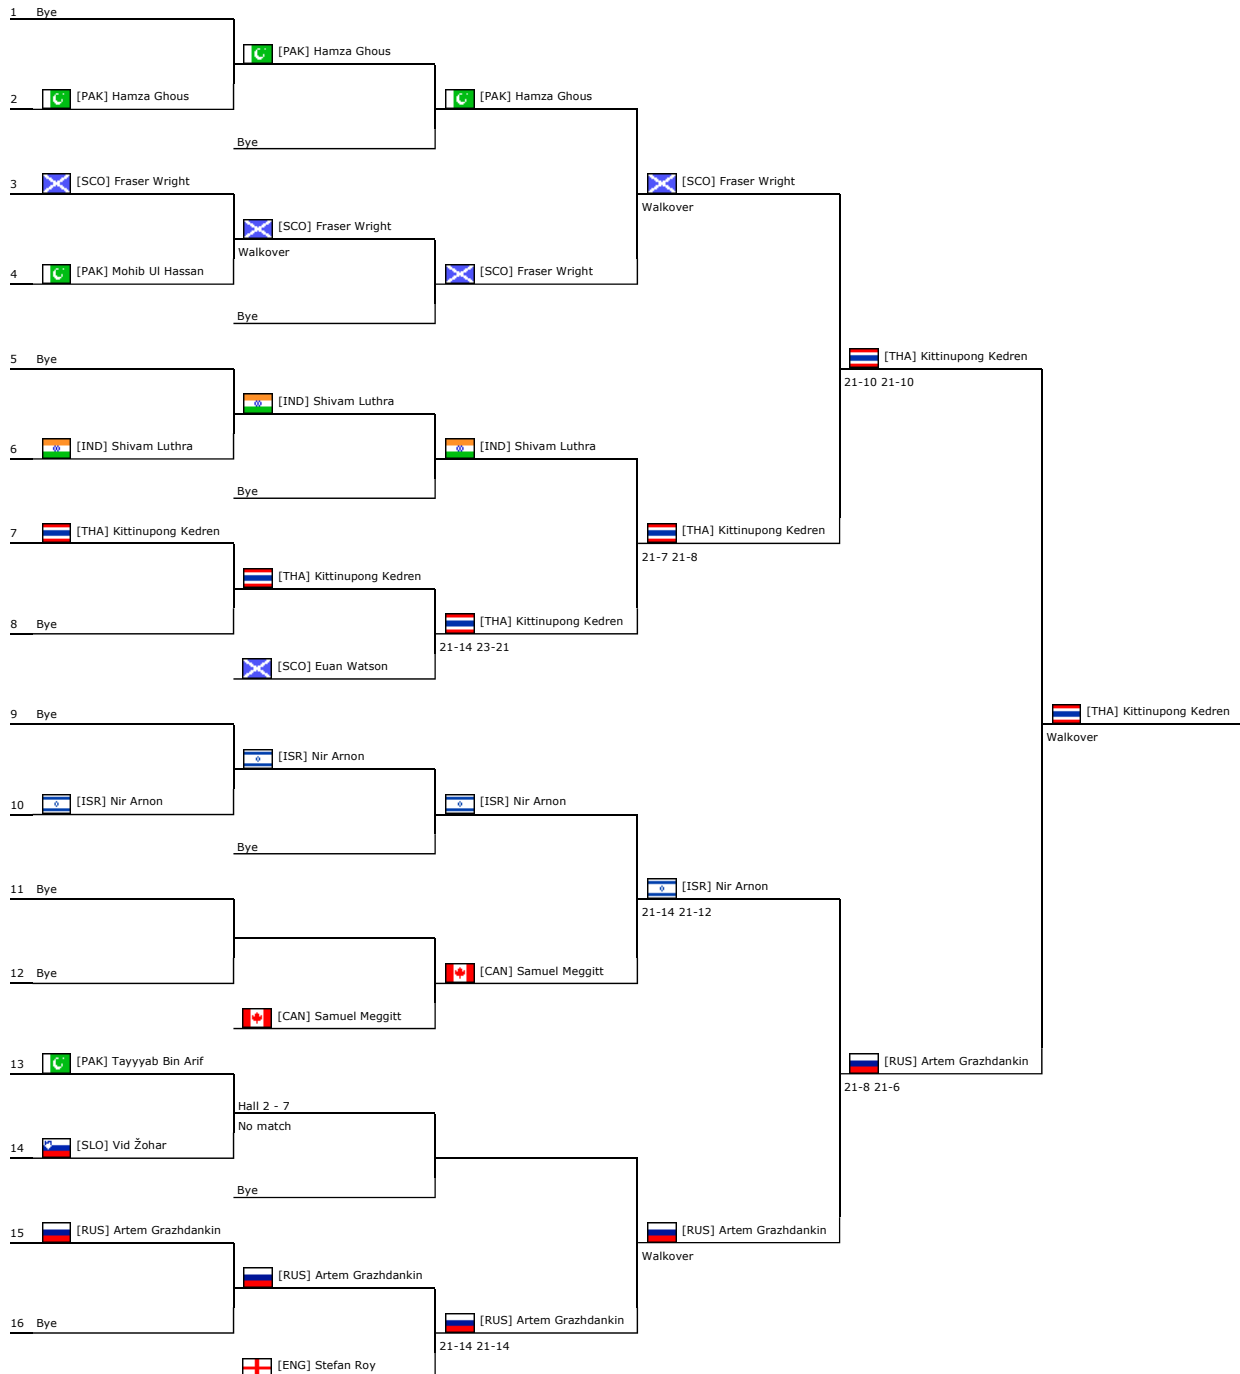 1 Bye
[PAK] Hamza Ghous
2 [PAK] Hamza Ghous
[PAK] Hamza Ghous
Bye
3 [SCO] Fraser Wright
[SCO] Fraser Wright
Walkover
[SCO] Fraser Wright
Walkover
4 [PAK] Mohib Ul Hassan
[SCO] Fraser Wright
Bye
5 Bye
[THA] Kittinupong Kedren
21-10 21-10
[IND] Shivam Luthra
6 [IND] Shivam Luthra
[IND] Shivam Luthra
Bye
7 [THA] Kittinupong Kedren
[THA] Kittinupong Kedren
21-7 21-8
[THA] Kittinupong Kedren
8 Bye
[THA] Kittinupong Kedren
21-14 23-21
[SCO] Euan Watson
9 Bye
[THA] Kittinupong Kedren
Walkover
[ISR] Nir Arnon
10 [ISR] Nir Arnon
[ISR] Nir Arnon
Bye
11 Bye
[ISR] Nir Arnon
21-14 21-12
12 Bye
[CAN] Samuel Meggitt
[CAN] Samuel Meggitt
13 [PAK] Tayyyab Bin Arif
[RUS] Artem Grazhdankin
21-8 21-6
Hall 2 - 7
No match
14 [SLO] Vid Žohar
Bye
15 [RUS] Artem Grazhdankin
[RUS] Artem Grazhdankin
Walkover
[RUS] Artem Grazhdankin
16 Bye
[RUS] Artem Grazhdankin
21-14 21-14
[ENG] Stefan Roy